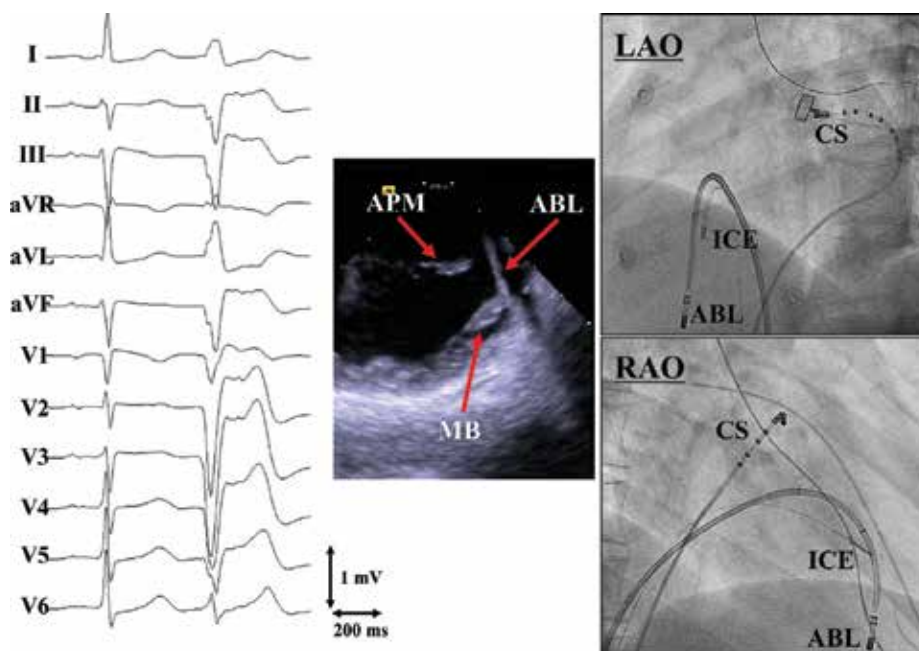 I
II
III
aVR
aVL
aVF
V1
V2
V3
V4
V5
V6
1 mV
200 ms
APM
ABL
MB
LAO
CS
ICE
ABL
RAO
CS
ICE
ABL